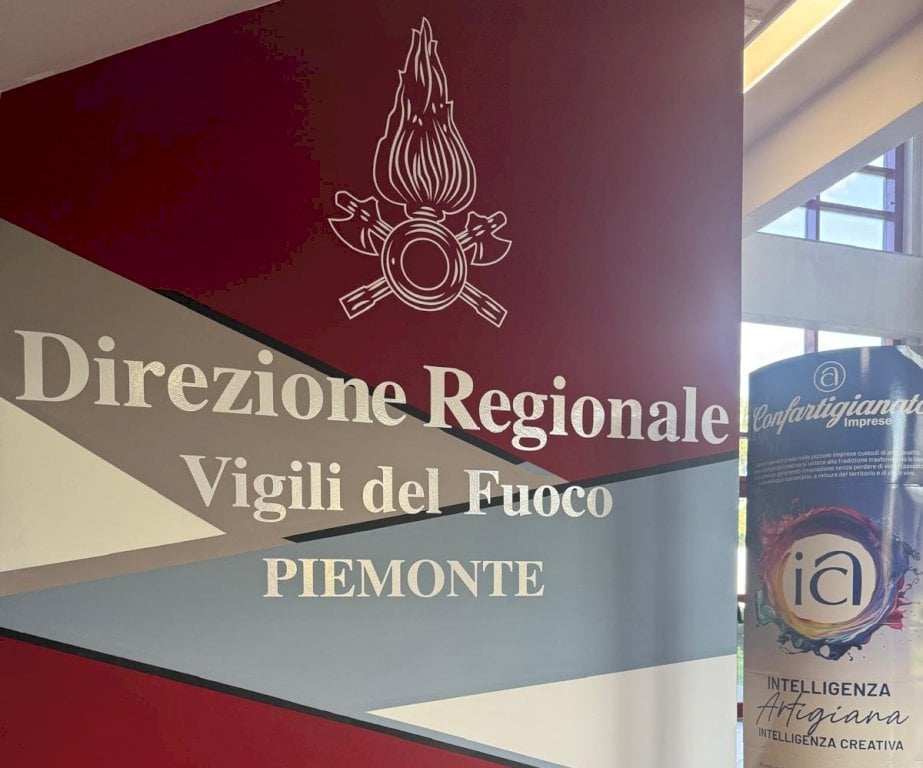 Direzione Regionale
Vigili del Fuoco
PIEMONTE
Confartigianato
Imprese
ia
INTELLIGENZA
Artigiana
INTELLIGENZA CREATIVA